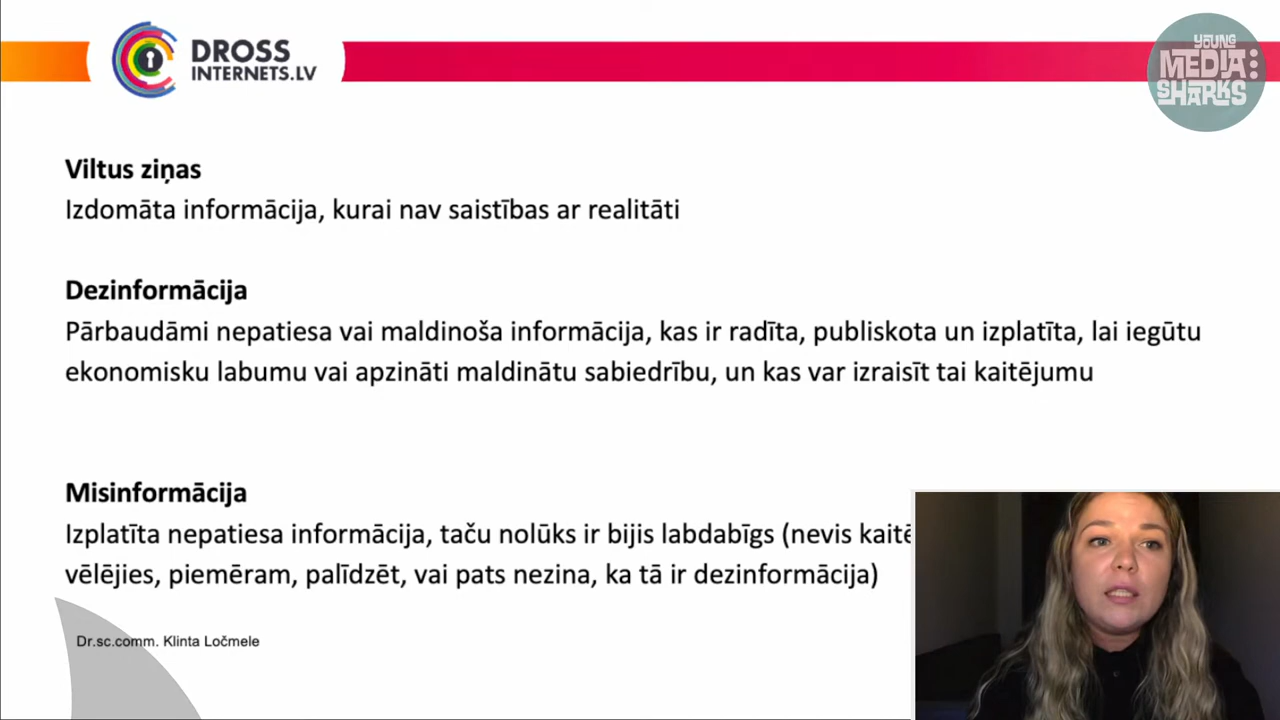 DROSS
INTERNETS.LV
YOUNG
MEDIA:
SHARKS
Viltus ziņas
Izdomāta informācija, kurai nav saistības ar realitāti
Dezinformācija
Pārbaudāmi nepatiesa vai maldinoša informācija, kas ir radīta, publiskota un izplatīta, lai iegūtu
ekonomisku labumu vai apzināti maldinātu sabiedrību, un kas var izraisīt tai kaitējumu
Misinformācija
Izplatīta nepatiesa informācija, taču nolūks ir bijis labdabīgs (nevis
vēlējies, piemēram, palīdzēt, vai pats nezina, ka tā ir dezinformācija)
Dr.sc.comm. Klinta Ločmele